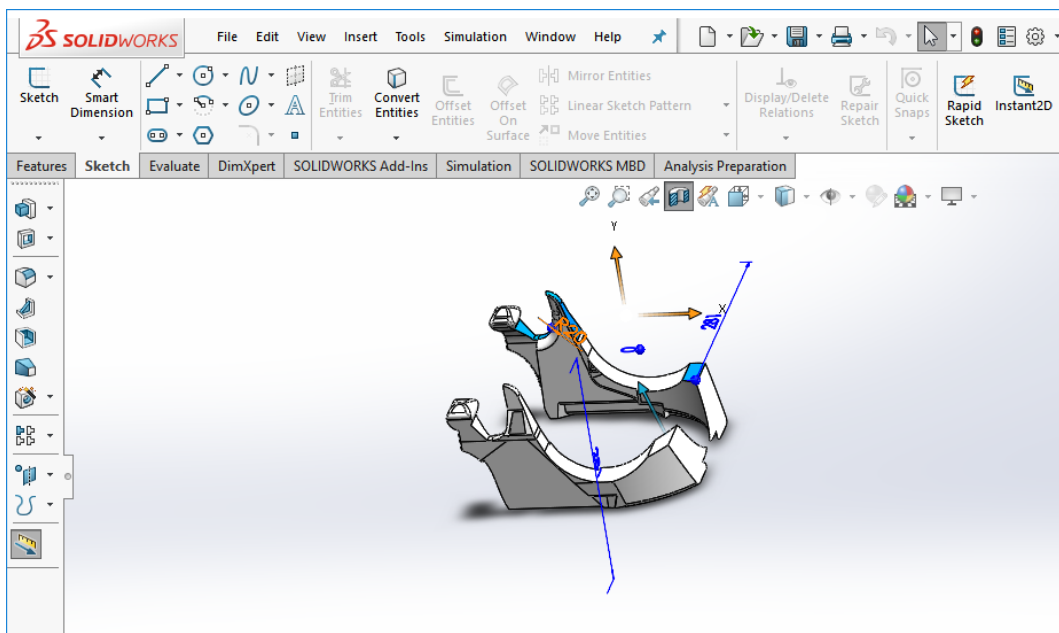 SOLIDWORKS File Edit View Insert Tools Simulation Window Help
Sketch Smart Dimension Trim Entities Convert Entities Offset Entities Offset On Surface Mirror Entities Linear Sketch Pattern Move Entities Display/Delete Relations Repair Sketch Quick Snaps Rapid Sketch Instant2D
Features Sketch Evaluate DimXpert SOLIDWORKS Add-Ins Simulation SOLIDWORKS MBD Analysis Preparation
Y
X